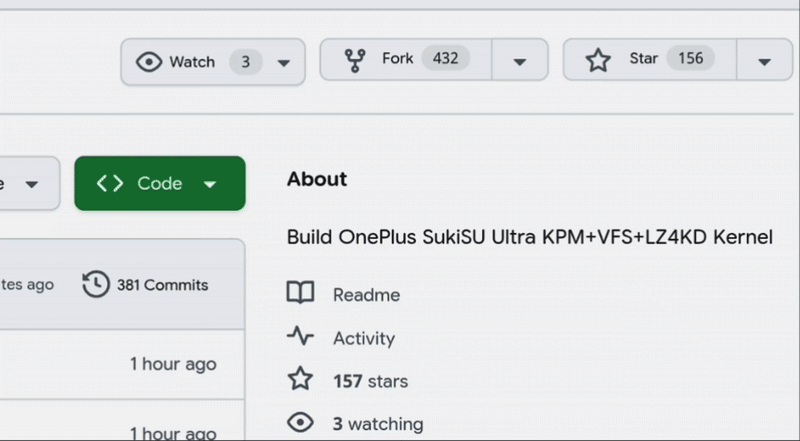 Watch 3
Fork 432
Star 156
Code
About
Build OnePlus SukiSU Ultra KPM+VFS+LZ4KD Kernel
tes ago
381 Commits
Readme
Activity
1 hour ago
157 stars
3 watching
1 hour ago